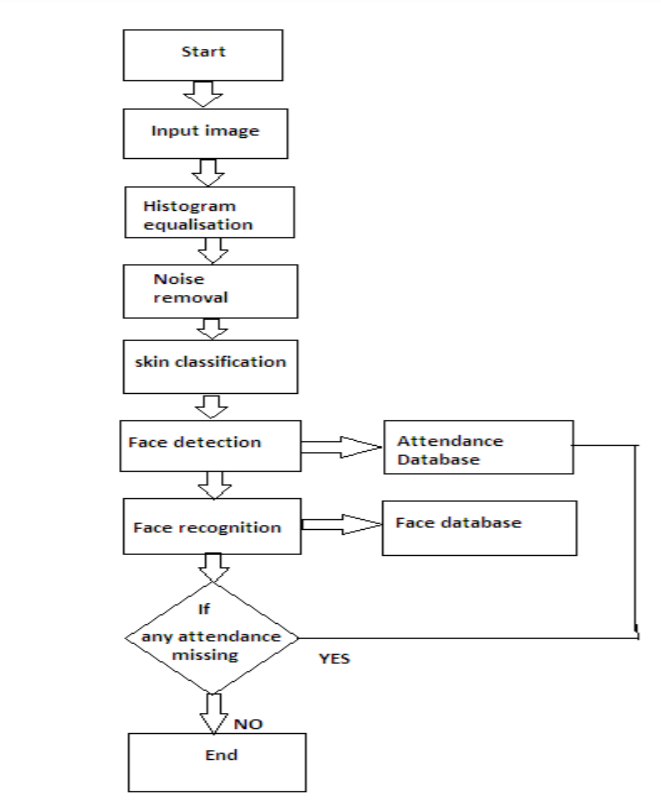 Start
Input image
Histogram
equalisation
Noise
removal
skin classification
Face detection
Attendance
Database
Face recognition
Face database
If
any attendance
missing
YES
NO
End